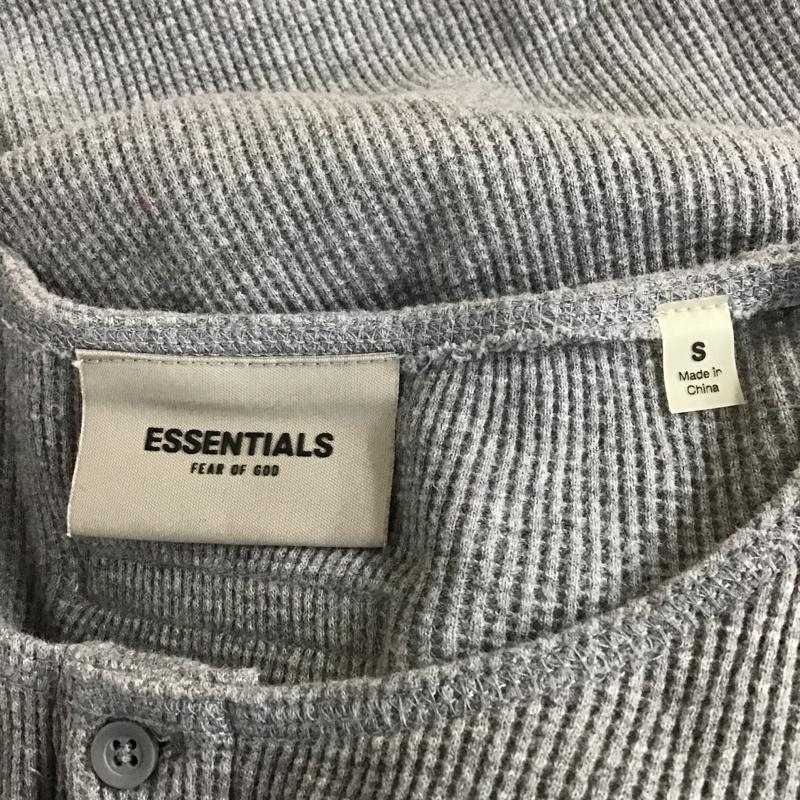 ESSENTIALS
FEAR OF GOD
S
Made in
China